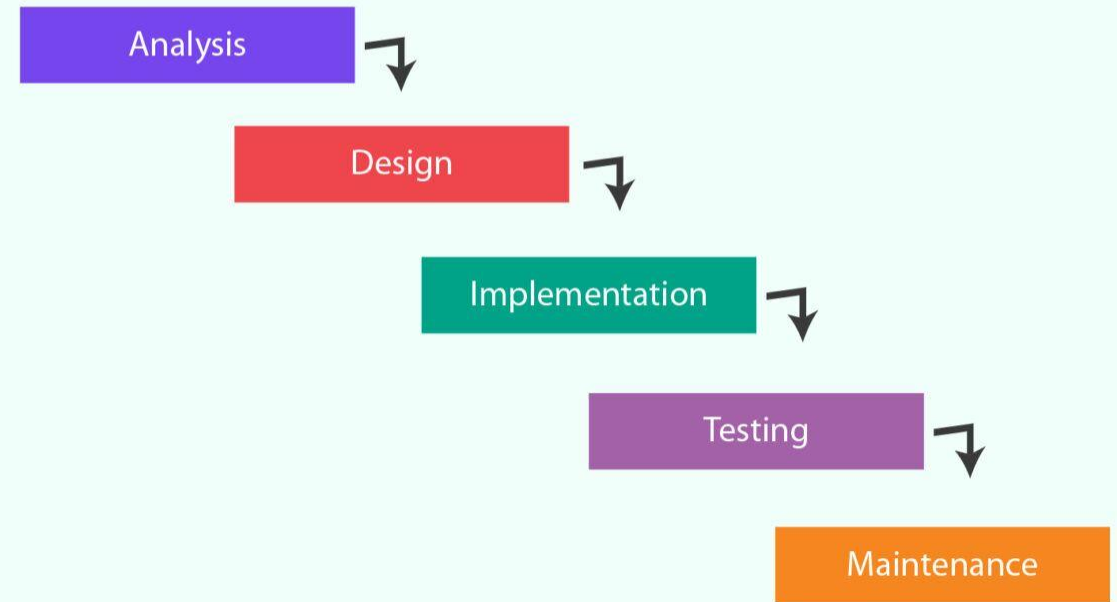 Analysis
Design
Implementation
Testing
Maintenance